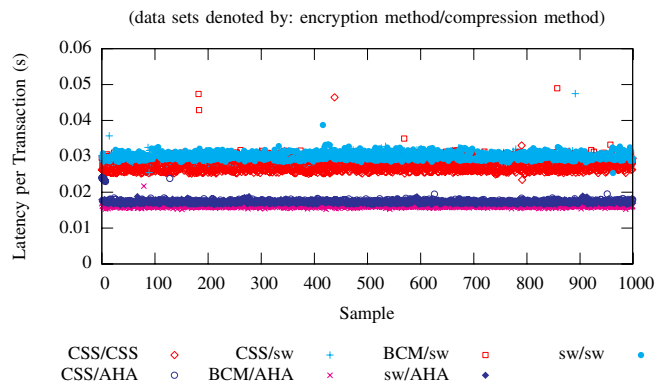 (data sets denoted by: encryption method/compression method)
0.06
0.05
0.04
0.03
0.02
0.01
0
Latency per Transaction (s)
0 100 200 300 400 500 600 700 800 900 1000
Sample
CSS/CSS CSS/sw BCM/sw sw/sw
CSS/AHA BCM/AHA sw/AHA